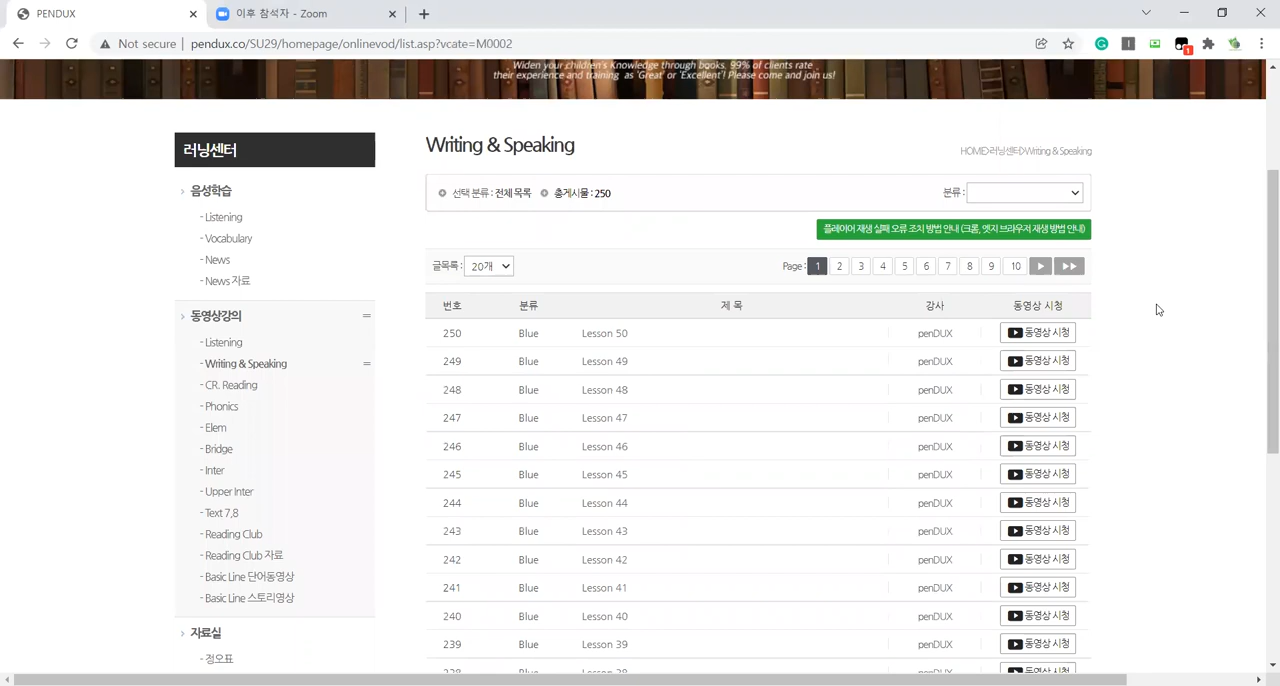 PENDUX
이후 참석자 - Zoom
Not secure | pendux.co/SU29/homepage/onlinevod/list.asp?vcate=M0002
1
Widen your children's Knowledge through books. 99% of clients rate
their experience and training as 'Great' or 'Excellent'! Please come and join us!
러닝센터
음성학습
- Listening
- Vocabulary
- News
- News 자료
동영상강의
- Listening
- Writing & Speaking
- CR. Reading
- Phonics
- Elem
- Bridge
- Inter
- Upper Inter
- Text 7,8
- Reading Club
- Reading Club 자료
- Basic Line 단어동영상
- Basic Line 스토리영상
자료실
- 정오표
Writing & Speaking
HOME>러닝센터>Writing & Speaking
선택 분류 : 전체 목록 총게시물 : 250
분류 :
플레이어 재생 실패 오류 조치 방법 안내 (크롬, 엣지 브라우저 재생 방법 안내)
글목록 : 20개
Page : 1 2 3 4 5 6 7 8 9 10
번호 분류 제 목 강사 동영상 시청
250 Blue Lesson 50 penDUX 동영상 시청
249 Blue Lesson 49 penDUX 동영상 시청
248 Blue Lesson 48 penDUX 동영상 시청
247 Blue Lesson 47 penDUX 동영상 시청
246 Blue Lesson 46 penDUX 동영상 시청
245 Blue Lesson 45 penDUX 동영상 시청
244 Blue Lesson 44 penDUX 동영상 시청
243 Blue Lesson 43 penDUX 동영상 시청
242 Blue Lesson 42 penDUX 동영상 시청
241 Blue Lesson 41 penDUX 동영상 시청
240 Blue Lesson 40 penDUX 동영상 시청
239 Blue Lesson 39 penDUX 동영상 시청
238 Blue Lesson 38 penDUX 동영상 시청